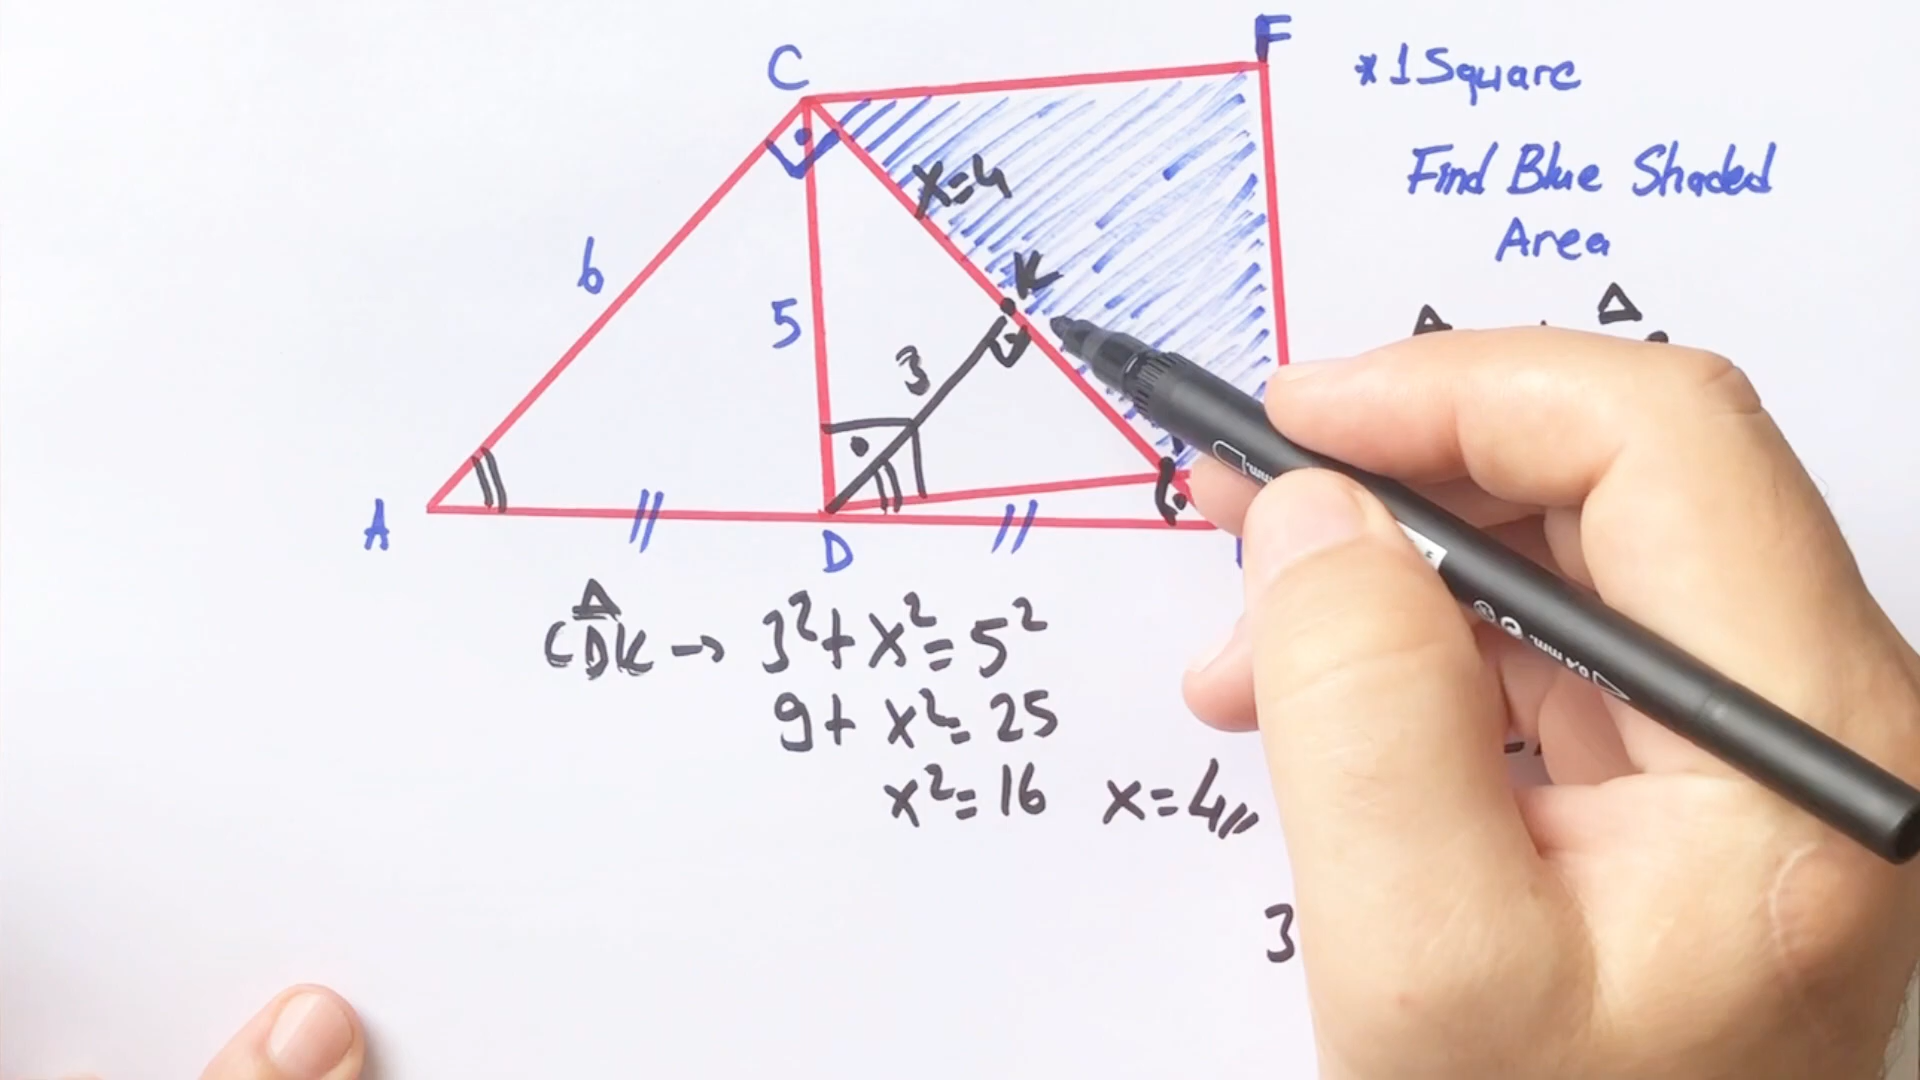 C
F
*1Square
Find Blue Shaded
Area
x=4
K
6
5
3
A
D
CDK → 3²+x²=5²
9+ x²=25
x²=16 x=4
3